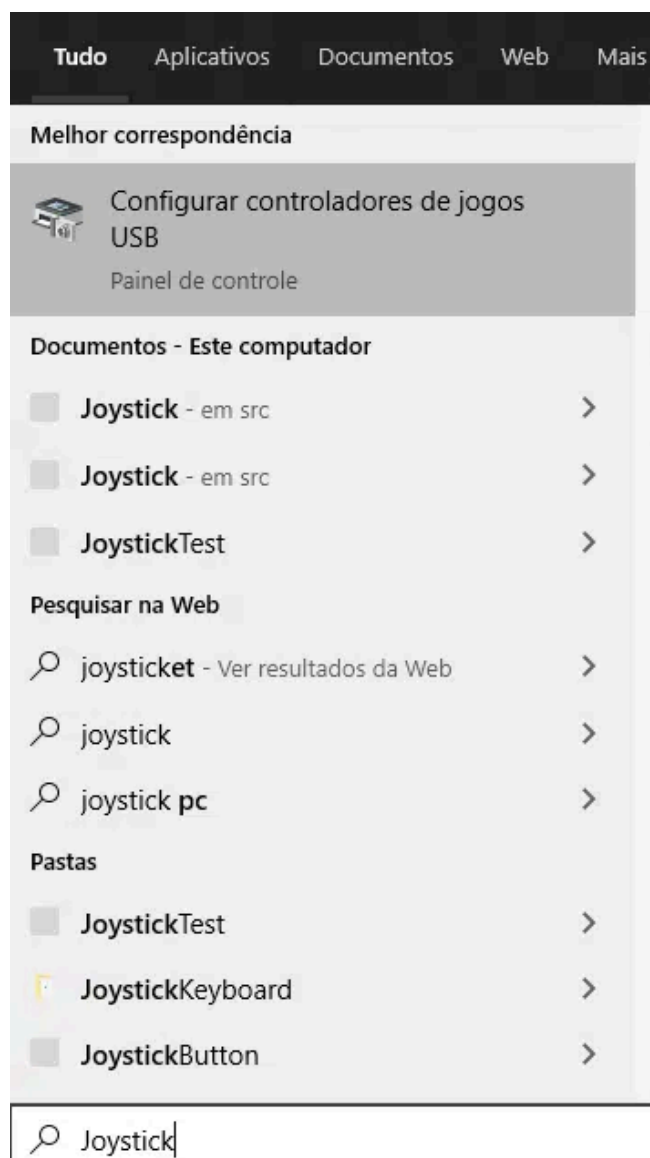 Tudo Aplicativos Documentos Web Mais
Melhor correspondência
Configurar controladores de jogos
USB
Painel de controle
Documentos - Este computador
Joystick - em src
Joystick - em src
JoystickTest
Pesquisar na Web
joysticket - Ver resultados da Web
joystick
joystick pc
Pastas
JoystickTest
JoystickKeyboard
JoystickButton
Joystick